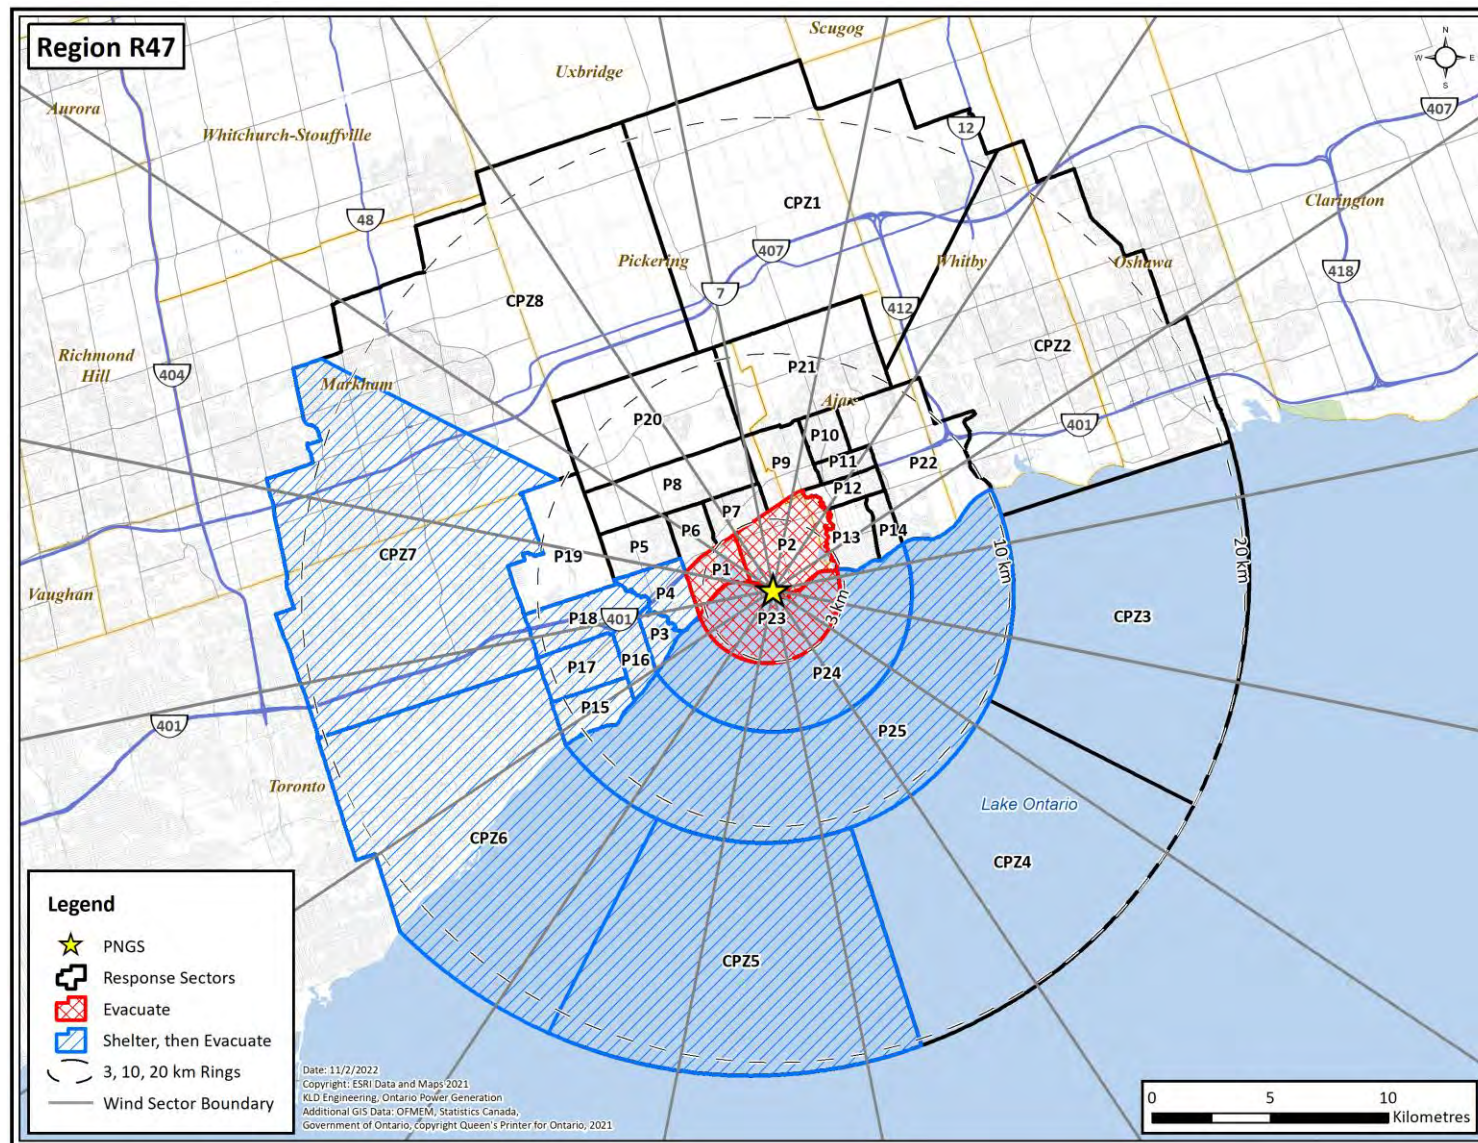 Region R47
Scugog
Uxbridge
N
W E
S
Aurora
Whitchurch-Stouffville
12
407
48
CPZ1
Clarington
407
Pickering
Whitby
Oshawa
418
7
CPZ8
412
Richmond
Hill
404
Markham
CPZ2
P21
Ajax
P20
401
P10
P9
P11
P22
P8
P12
P7
P6
P13
P14
P2
P5
CPZ7
P19
10 km
20 km
P1
Vaughan
P4
3 km
P18
401
P23
CPZ3
P3
P16
P17
P24
P15
401
P25
Toronto
Lake Ontario
CPZ6
CPZ4
Legend
PNGS
CPZ5
Response Sectors
Evacuate
Shelter, then Evacuate
3, 10, 20 km Rings
Wind Sector Boundary
Date: 11/2/2022
Copyright: ESRI Data and Maps 2021
KLD Engineering, Ontario Power Generation
Additional GIS Data: OFMEM, Statistics Canada,
Government of Ontario, copyright Queen's Printer for Ontario, 2021
0 5 10
Kilometres